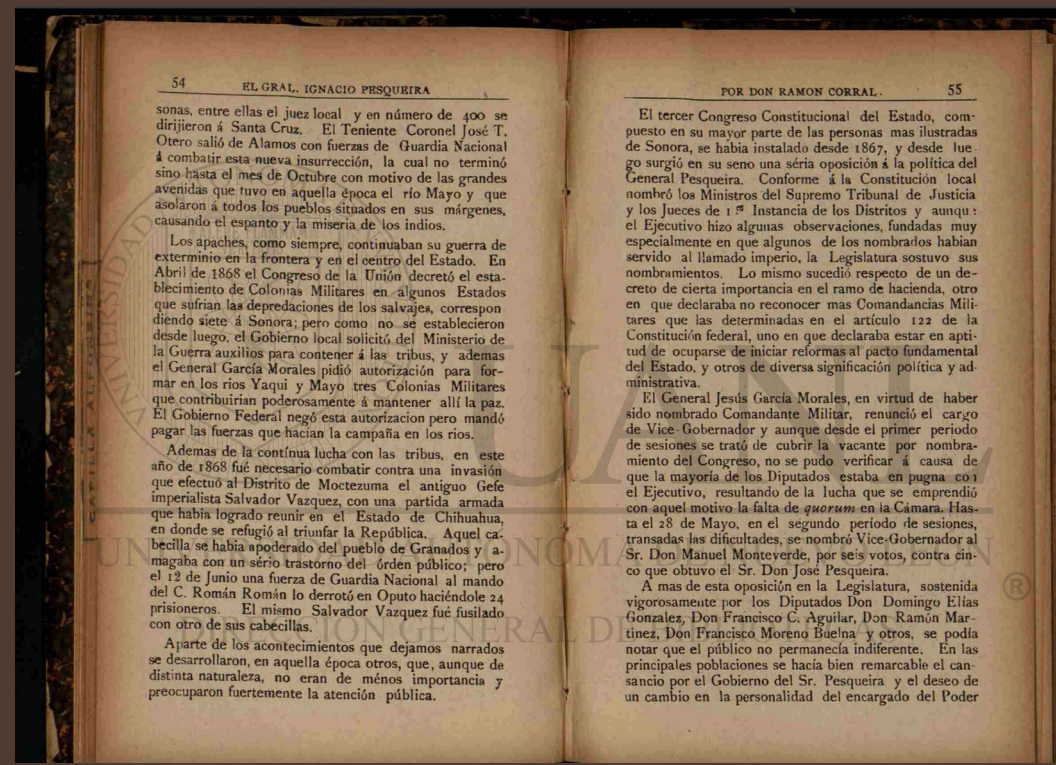 54 EL GRAL. IGNACIO PESQUEIRA
sonas, entre ellas el juez local y en número de 400 se
dirijieron á Santa Cruz. El Teniente Coronel José T.
Otero salió de Alamos con fuerzas de Guardia Nacional
á combatir esta nueva insurrección, la cual no terminó
sino hasta el mes de Octubre con motivo de las grandes
avenidas que tuvo en aquella época el río Mayo y que
asolaron á todos los pueblos situados en sus márgenes,
causando el espanto y la miseria de los indios.
Los apaches, como siempre, continuaban su guerra de
exterminio en la frontera y en el centro del Estado. En
Abril de 1868 el Congreso de la Unión decretó el esta-
blecimiento de Colonias Militares en algunos Estados
que sufrian las depredaciones de los salvajes, correspon
diendo siete á Sonora; pero como no se establecieron
desde luego, el Gobierno local solicitó del Ministerio de
la Guerra auxilios para contener á las tribus, y ademas
el General García Morales pidió autorización para for-
mar en los rios Yaqui y Mayo tres Colonias Militares
que contribuirian poderosamente á mantener allí la paz.
El Gobierno Federal negó esta autorizacion pero mandó
pagar las fuerzas que hacian la campaña en los rios.
Ademas de la contínua lucha con las tribus, en este
año de 1868 fué necesario combatir contra una invasión
que efectuó al Distrito de Moctezuma el antiguo Gefe
imperialista Salvador Vazquez, con una partida armada
que habia logrado reunir en el Estado de Chihuahua,
en donde se refugió al triunfar la República. Aquel ca-
becilla se habia apoderado del pueblo de Granados y a-
magaba con un sério trastorno del órden público; pero
el 12 de Junio una fuerza de Guardia Nacional al mando
del C. Román Román lo derrotó en Oputo haciéndole 24
prisioneros. El mismo Salvador Vazquez fué fusilado
con otro de sus cabecillas.
Aparte de los acontecimientos que dejamos narrados
se desarrollaron, en aquella época otros, que, aunque de
distinta naturaleza, no eran de ménos importancia y
preocuparon fuertemente la atención pública.
POR DON RAMON CORRAL. 55
El tercer Congreso Constitucional del Estado, com-
puesto en su mayor parte de las personas mas ilustradas
de Sonora, se habia instalado desde 1867, y desde lue-
go surgió en su seno una séria oposición á la política del
General Pesqueira. Conforme á la Constitución local
nombró los Ministros del Supremo Tribunal de Justicia
y los Jueces de 1.ª Instancia de los Distritos y aunqu :
el Ejecutivo hizo algunas observaciones, fundadas muy
especialmente en que algunos de los nombrados habian
servido al llamado imperio, la Legislatura sostuvo sus
nombramientos. Lo mismo sucedió respecto de un de-
creto de cierta importancia en el ramo de hacienda, otro
en que declaraba no reconocer mas Comandancias Mili-
tares que las determinadas en el artículo 122 de la
Constitución federal, uno en que declaraba estar en apti-
tud de ocuparse de iniciar reformas al pacto fundamental
del Estado, y otros de diversa significación política y ad-
ministrativa.
El General Jesús García Morales, en virtud de haber
sido nombrado Comandante Militar, renunció el cargo
de Vice-Gobernador y aunque desde el primer periodo
de sesiones se trató de cubrir la vacante por nombra-
miento del Congreso, no se pudo verificar á causa de
que la mayoría de los Diputados estaba en pugna con
el Ejecutivo, resultando de la lucha que se emprendió
con aquel motivo la falta de quorum en la Cámara. Has-
ta el 28 de Mayo, en el segundo periodo de sesiones,
transadas las dificultades, se nombró Vice-Gobernador al
Sr. Don Manuel Monteverde, por seis votos, contra cin-
co que obtuvo el Sr. Don José Pesqueira.
A mas de esta oposición en la Legislatura, sostenida
vigorosamente por los Diputados Don Domingo Elías
Gonzalez, Don Francisco C. Aguilar, Don Ramón Mar-
tinez, Don Francisco Moreno Buelna y otros, se podía
notar que el público no permanecía indiferente. En las
principales poblaciones se hacía bien remarcable el can-
sancio por el Gobierno del Sr. Pesqueira y el deseo de
un cambio en la personalidad del encargado del Poder
CAPILLA ALFONSINA
UANL